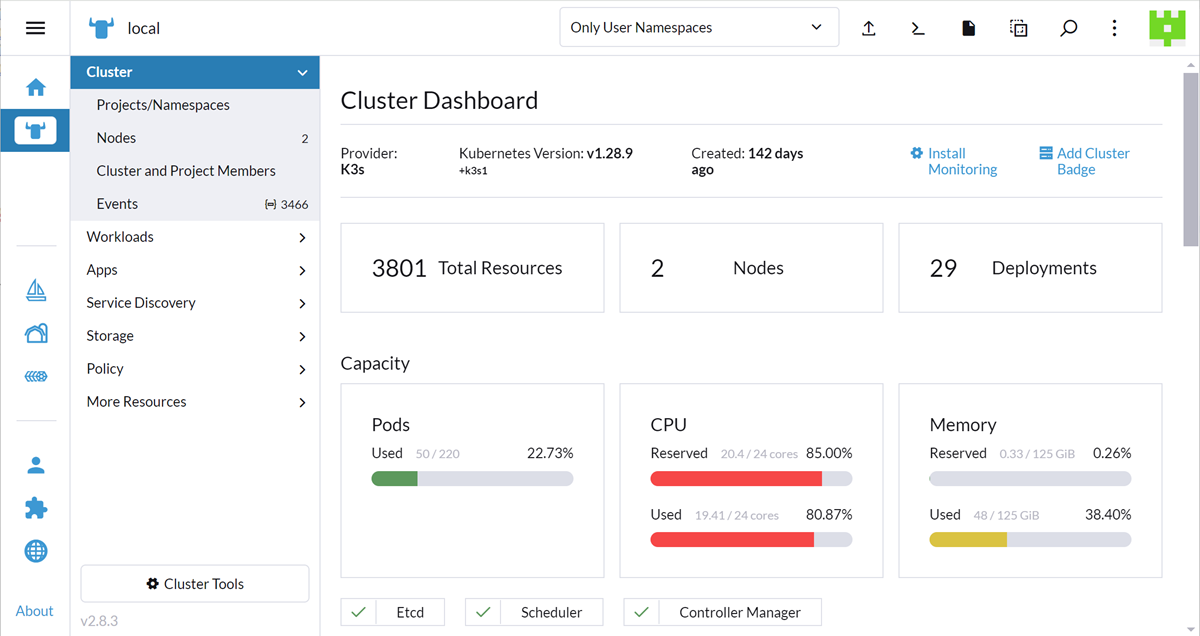 local
Only User Namespaces
Cluster
Projects/Namespaces
Nodes 2
Cluster and Project Members
Events 3466
Workloads
Apps
Service Discovery
Storage
Policy
More Resources
Cluster Tools
About
v2.8.3
Cluster Dashboard
Provider:
K3s
Kubernetes Version: v1.28.9
+k3s1
Created: 142 days
ago
Install
Monitoring
Add Cluster
Badge
3801 Total Resources
2 Nodes
29 Deployments
Capacity
Pods
Used 50 / 220 22.73%
CPU
Reserved 20.4 / 24 cores 85.00%
Used 19.41 / 24 cores 80.87%
Memory
Reserved 0.33 / 125 GiB 0.26%
Used 48 / 125 GiB 38.40%
Etcd
Scheduler
Controller Manager